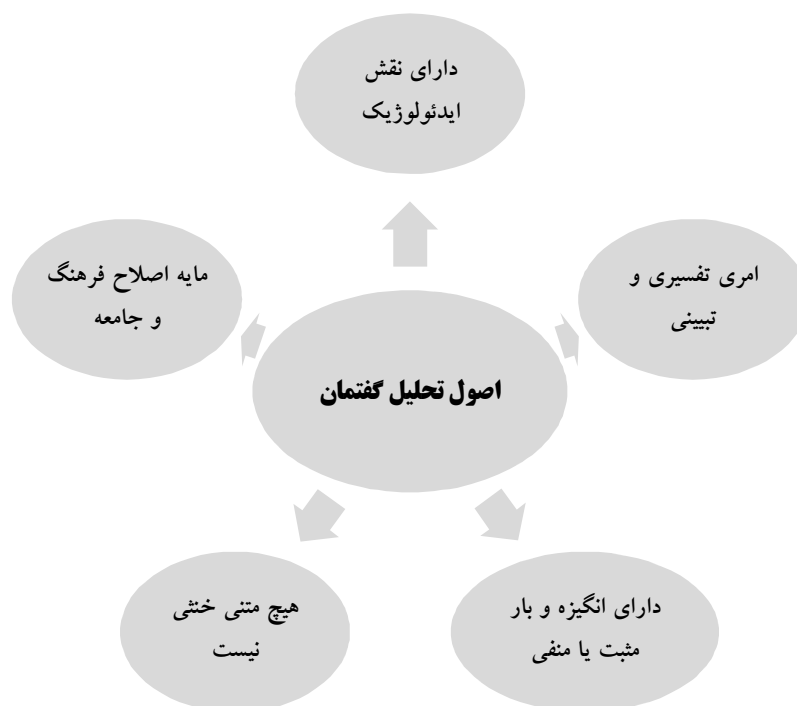 دارای نقش
ایدئولوژیک
امری تفسیری و
تبیینی
مایه اصلاح فرهنگ
و جامعه
اصول تحلیل گفتمان
دارای انگیزه و بار
مثبت یا منفی
هیچ متنی خنثی
نیست